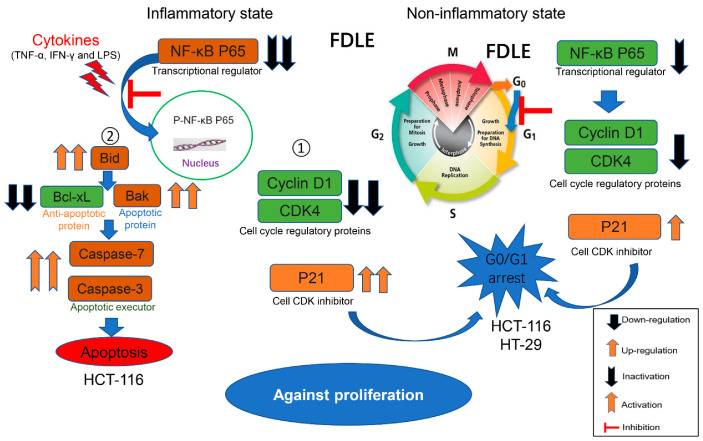 Inflammatory state
Non-inflammatory state
Cytokines
(TNF-α, IFN-γ and LPS)
NF-κB P65
Transcriptional regulator
FDLE
P-NF-κB P65
Nucleus
②
Bid
Bcl-xL
Bak
Anti-apoptotic
protein
Apoptotic
protein
Caspase-7
Caspase-3
Apoptotic executor
Apoptosis
HCT-116
①
Cyclin D1
CDK4
Cell cycle regulatory proteins
P21
Cell CDK inhibitor
M
FDLE
G0
G1
G2
S
Prophase
Metaphase
Anaphase
Telophase
Preparation
for
Mitosis
Growth
Growth
Preparation
for DNA
Synthesis
Interphase
DNA
Replication
NF-κB P65
Transcriptional regulator
Cyclin D1
CDK4
Cell cycle regulatory proteins
P21
Cell CDK inhibitor
G0/G1
arrest
HCT-116
HT-29
Against proliferation
Down-regulation
Up-regulation
Inactivation
Activation
Inhibition